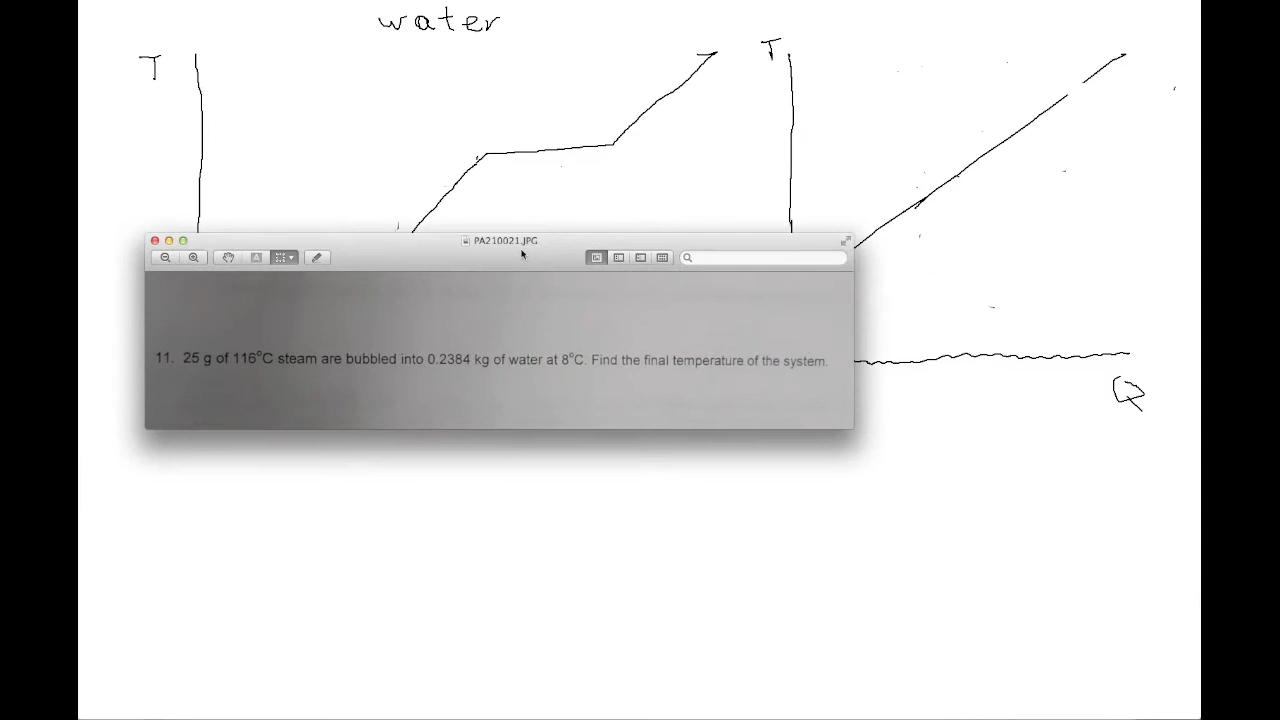 water
T
T
PA210021.JPG
11. 25 g of 116°C steam are bubbled into 0.2384 kg of water at 8°C. Find the final temperature of the system.
Q